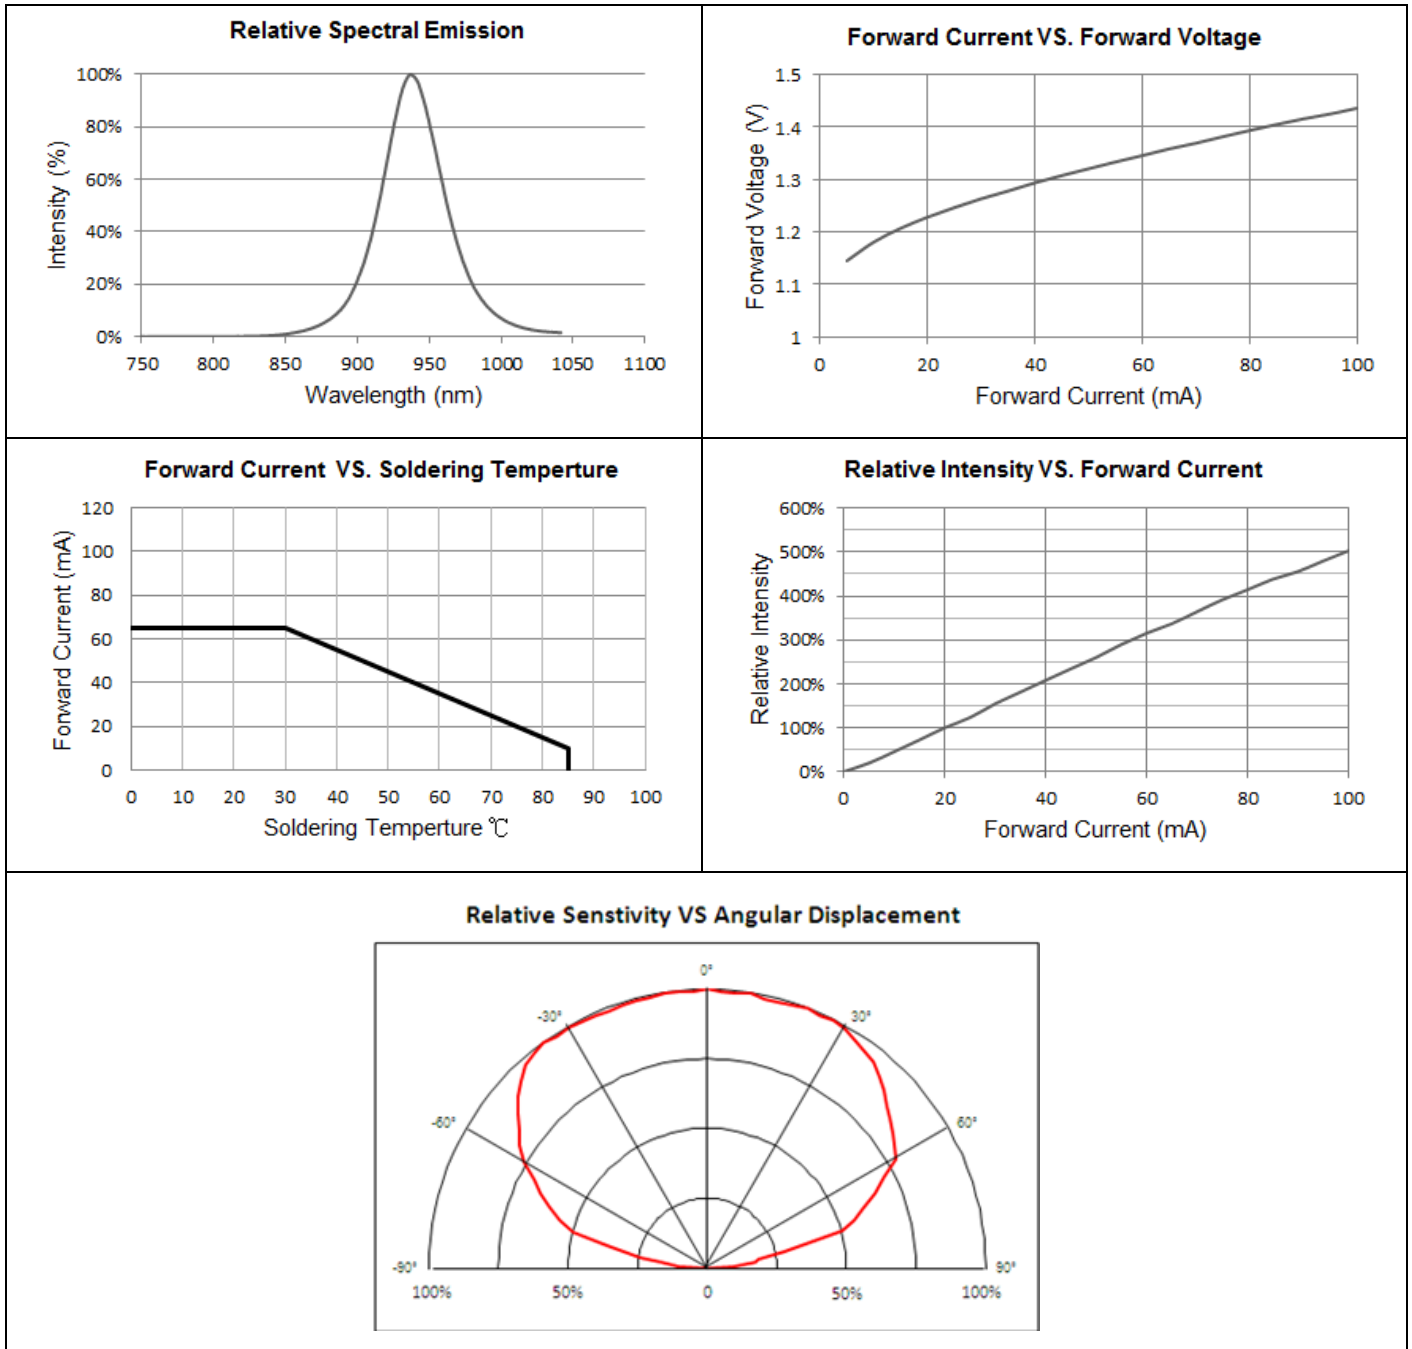 Relative Spectral Emission
100%
80%
60%
40%
20%
0%
Intensity (%)
750 800 850 900 950 1000 1050 1100
Wavelength (nm)
Forward Current VS. Forward Voltage
1.5
1.4
1.3
1.2
1.1
1
Forward Voltage (V)
0 20 40 60 80 100
Forward Current (mA)
Forward Current VS. Soldering Temperture
120
100
80
60
40
20
0
Forward Current (mA)
0 10 20 30 40 50 60 70 80 90 100
Soldering Temperture ℃
Relative Intensity VS. Forward Current
600%
500%
400%
300%
200%
100%
0%
Relative Intensity
0 20 40 60 80 100
Forward Current (mA)
Relative Senstivity VS Angular Displacement
0°
-30° 30°
-60° 60°
-90° 90°
100% 50% 0 50% 100%